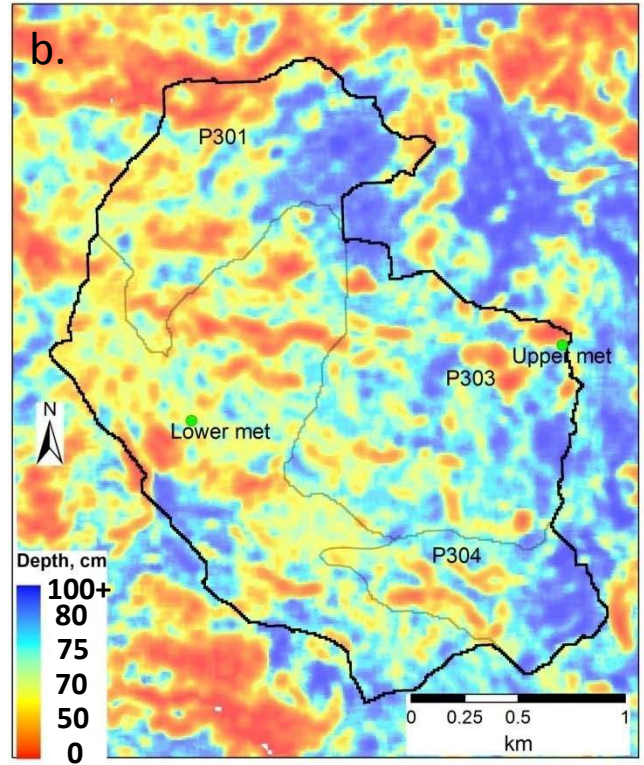 b.
P301
Upper met
P303
Lower met
N
P304
Depth, cm
100+
80
75
70
50
0
0 0.25 0.5 1
km